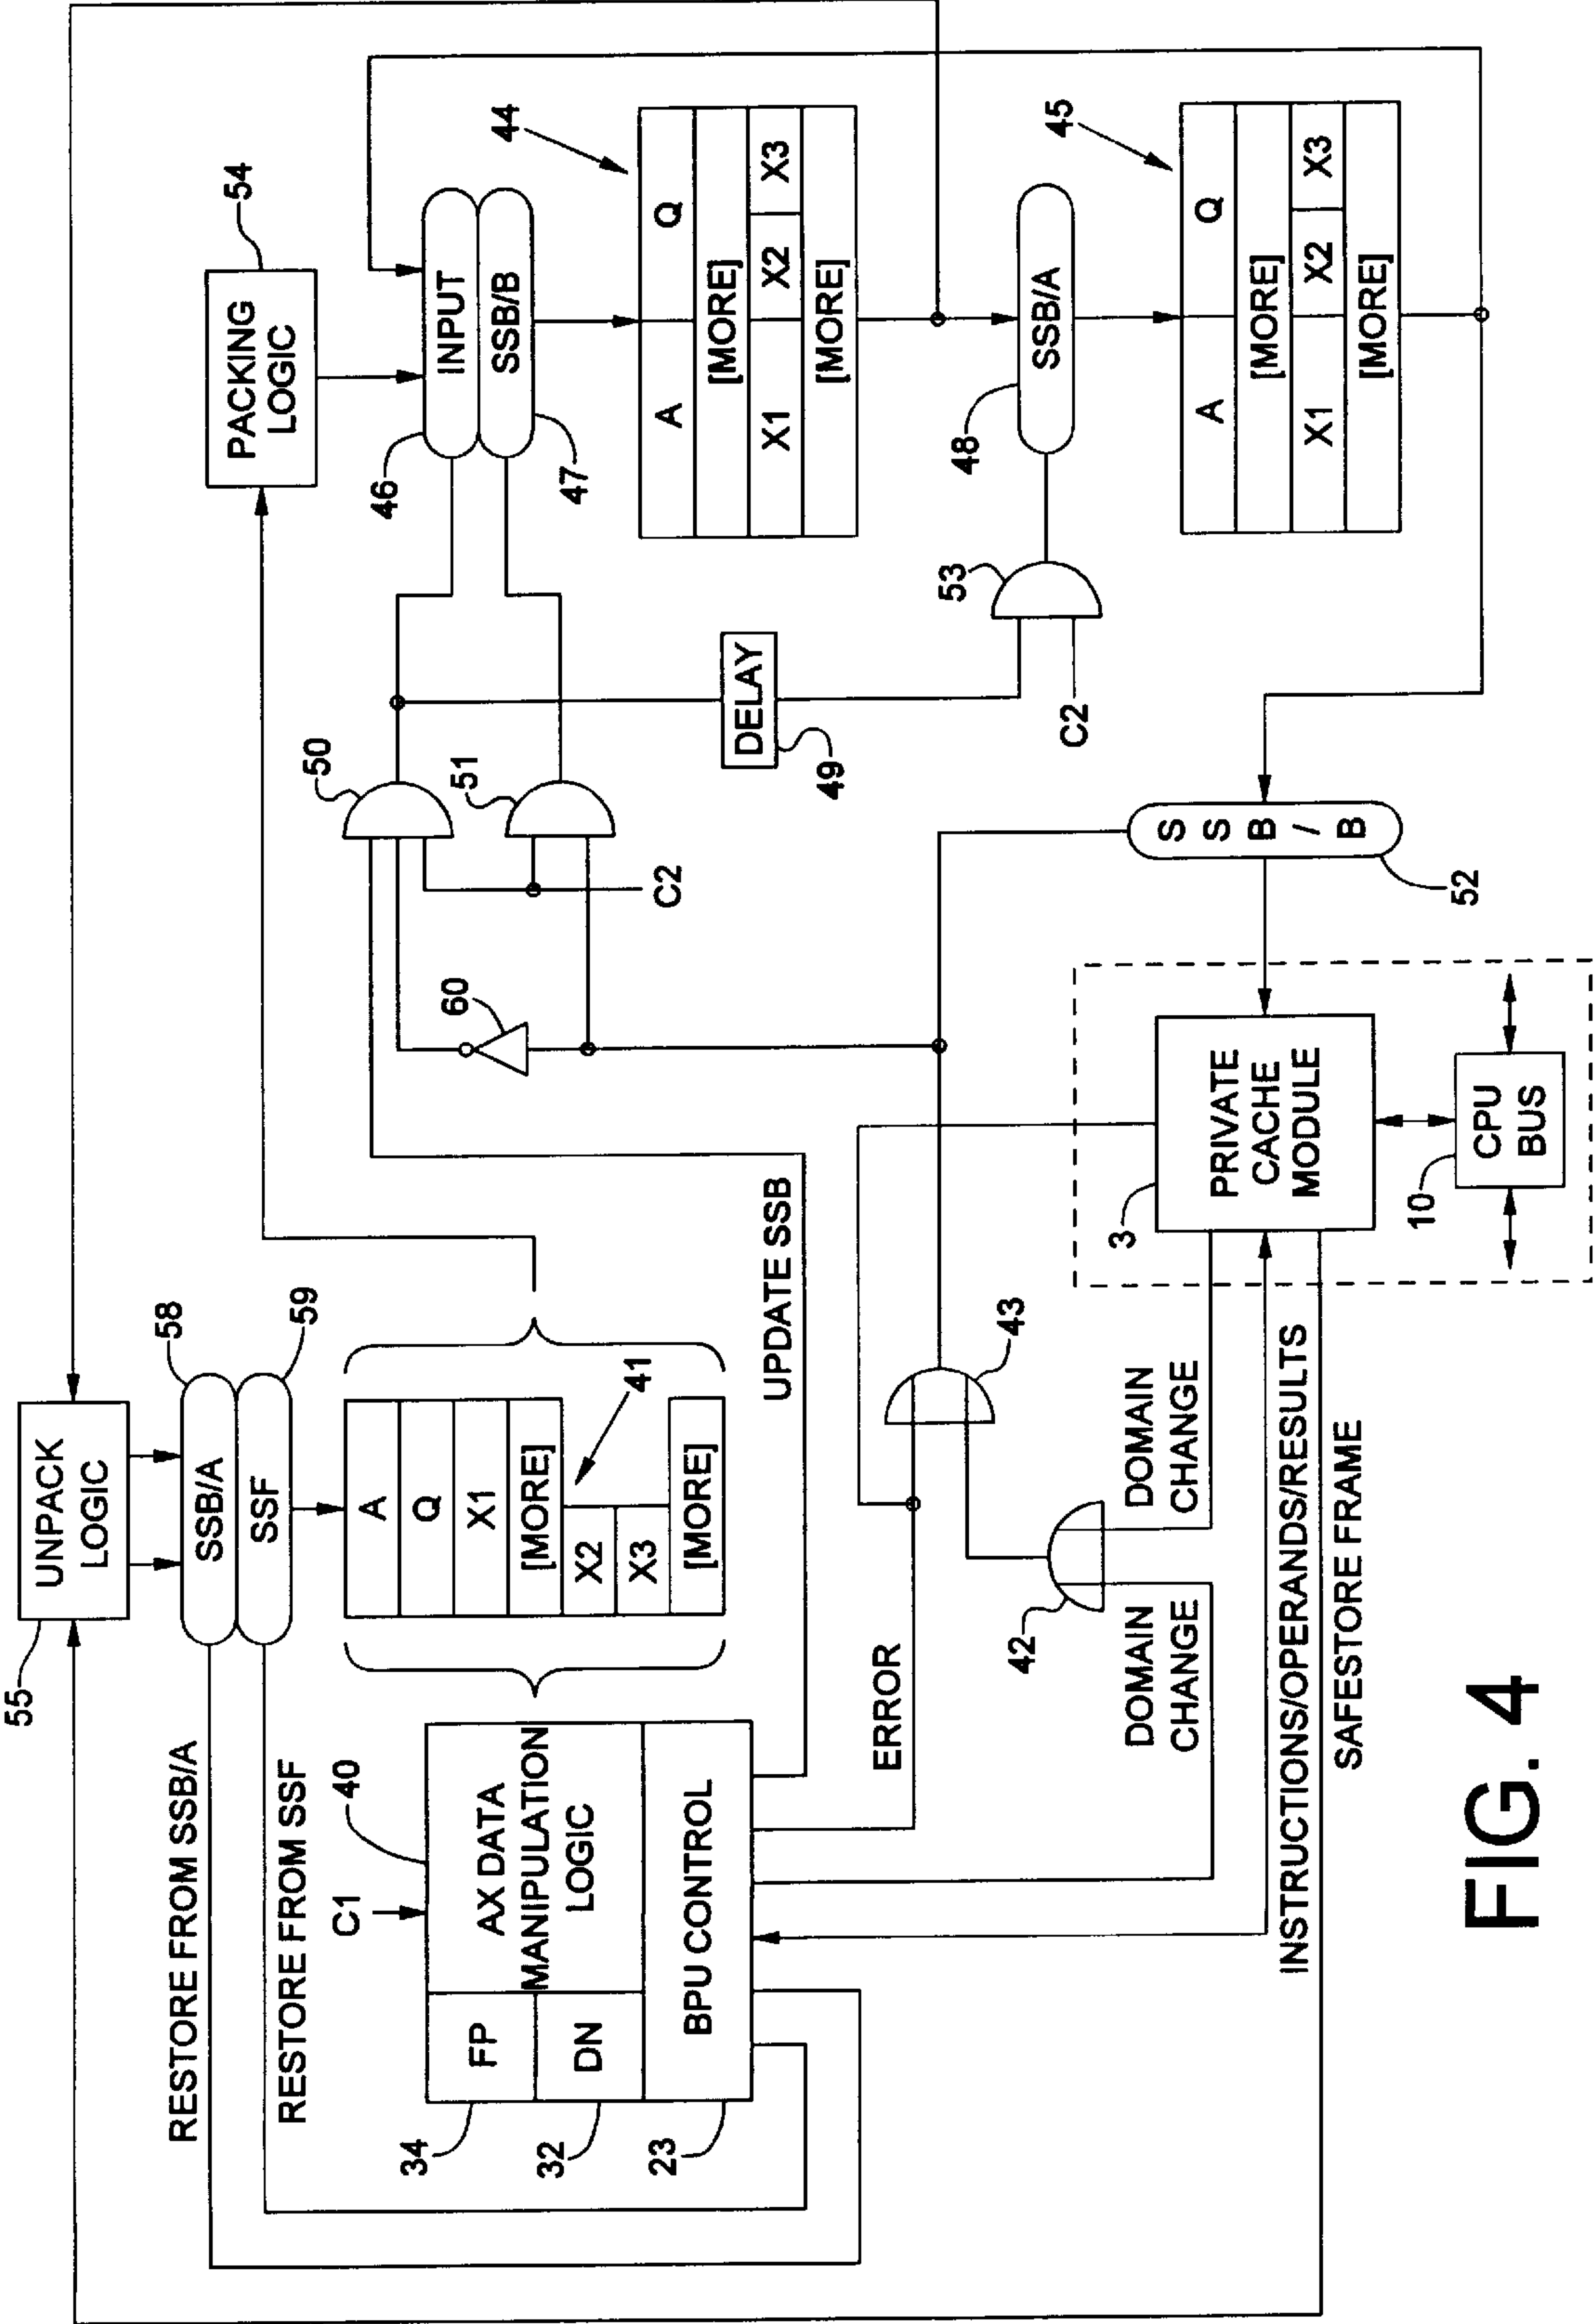 55
UNPACK
LOGIC
RESTORE FROM SSB/A
RESTORE FROM SSF
58
SSB/A
SSF
59
54
PACKING
LOGIC
C1
40
34
FP
32
DN
23
AX DATA
MANIPULATION
LOGIC
BPU CONTROL
A
Q
X1
[MORE]
X2
X3
[MORE]
41
UPDATE SSB
60
50
51
C2
46
INPUT
SSB/B
47
44
A Q
[MORE]
X1 X2 X3
[MORE]
DELAY
49
53
C2
48
SSB/A
45
A Q
[MORE]
X1 X2 X3
[MORE]
ERROR
43
42
DOMAIN
CHANGE
DOMAIN
CHANGE
INSTRUCTIONS/OPERANDS/RESULTS
SAFESTORE FRAME
3
PRIVATE
CACHE
MODULE
10
CPU
BUS
S
S
B
/
B
52
FIG. 4